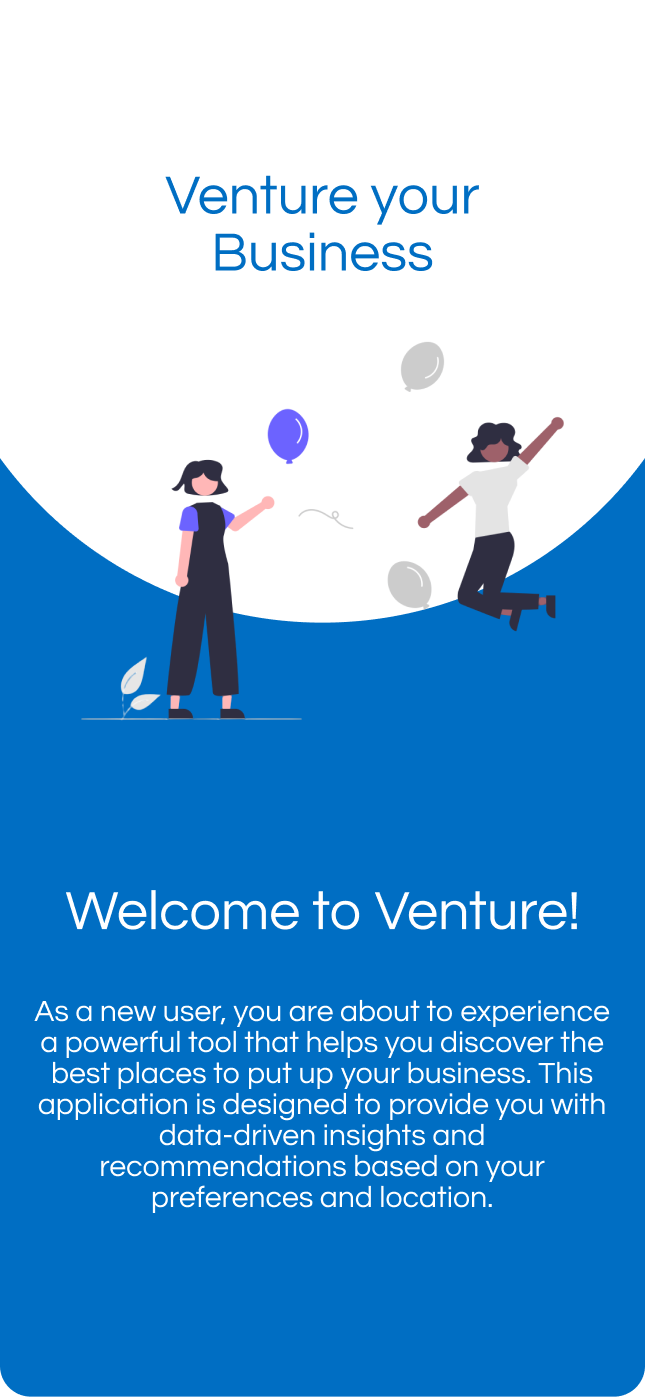 Venture your
Business
Welcome to Venture!
As a new user, you are about to experience
a powerful tool that helps you discover the
best places to put up your business. This
application is designed to provide you with
data-driven insights and
recommendations based on your
preferences and location.